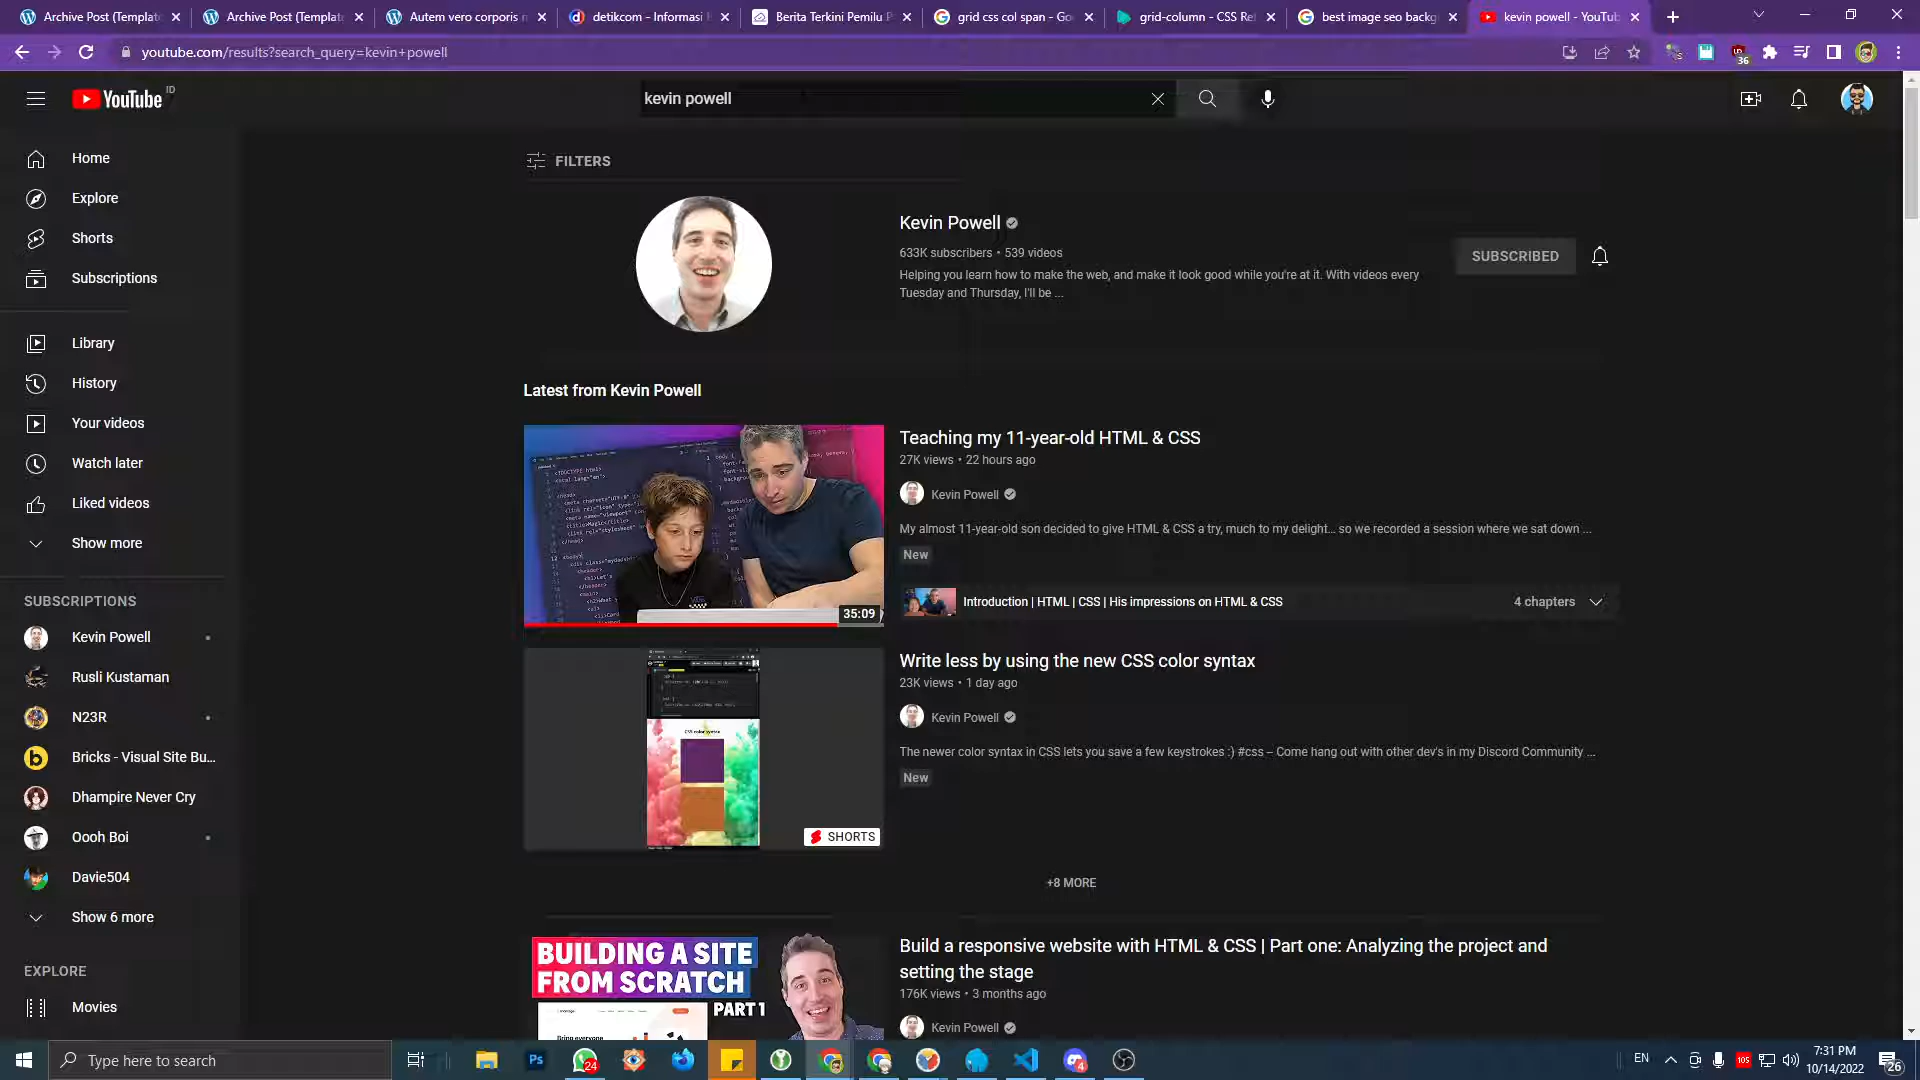 Archive Post (Templat
Archive Post (Templat
Autem vero corporis
detikcom - Informasi
Berita Terkini Pemilu P
grid css col span - Go
grid-column - CSS Re
best image seo backg
kevin powell - YouTub
youtube.com/results?search_query=kevin+powell
36
YouTube ID
kevin powell
Home
Explore
Shorts
Subscriptions
Library
History
Your videos
Watch later
Liked videos
Show more
SUBSCRIPTIONS
Kevin Powell
Rusli Kustaman
N23R
Bricks - Visual Site Bu...
Dhampire Never Cry
Oooh Boi
Davie504
Show 6 more
EXPLORE
Movies
FILTERS
Kevin Powell
633K subscribers • 539 videos
Helping you learn how to make the web, and make it look good while you're at it. With videos every
Tuesday and Thursday, I'll be ...
SUBSCRIBED
Latest from Kevin Powell
35:09
Teaching my 11-year-old HTML & CSS
27K views • 22 hours ago
Kevin Powell
My almost 11-year-old son decided to give HTML & CSS a try, much to my delight... so we recorded a session where we sat down ...
New
Introduction | HTML | CSS | His impressions on HTML & CSS
4 chapters
CSS color syntax
SHORTS
Write less by using the new CSS color syntax
23K views • 1 day ago
Kevin Powell
The newer color syntax in CSS lets you save a few keystrokes :) #css -- Come hang out with other dev's in my Discord Community ...
New
+8 MORE
BUILDING A SITE
FROM SCRATCH
PART 1
Build a responsive website with HTML & CSS | Part one: Analyzing the project and
setting the stage
176K views • 3 months ago
Kevin Powell
Type here to search
Ps
24
4
EN
7:31 PM
10/14/2022
26